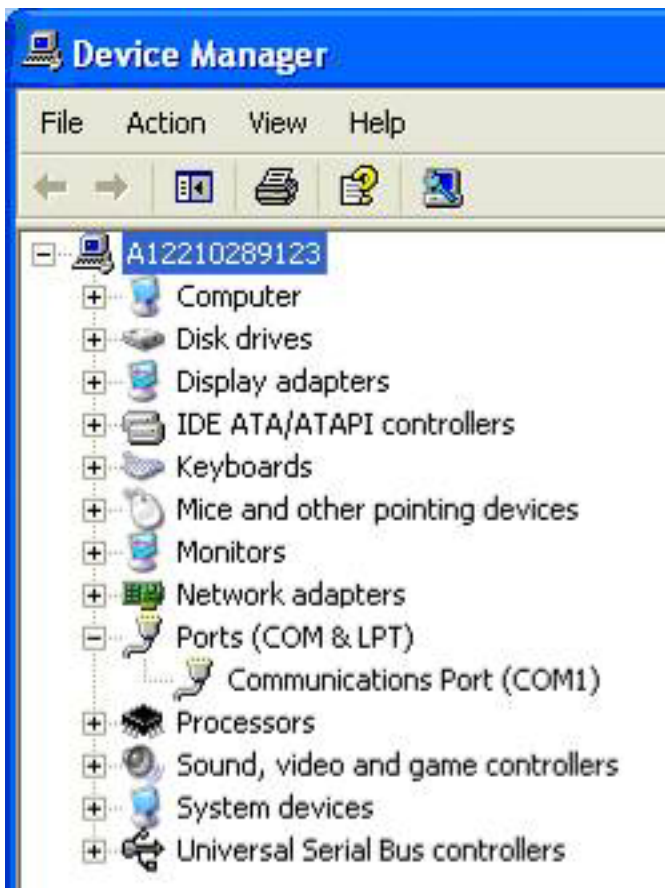 Device Manager
File Action View Help
A12210289123
Computer
Disk drives
Display adapters
IDE ATA/ATAPI controllers
Keyboards
Mice and other pointing devices
Monitors
Network adapters
Ports (COM & LPT)
Communications Port (COM1)
Processors
Sound, video and game controllers
System devices
Universal Serial Bus controllers